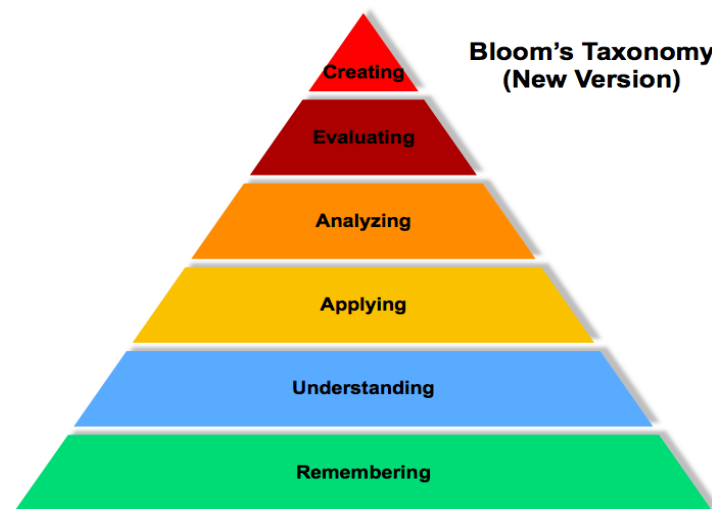 Bloom's Taxonomy
(New Version)
Creating
Evaluating
Analyzing
Applying
Understanding
Remembering